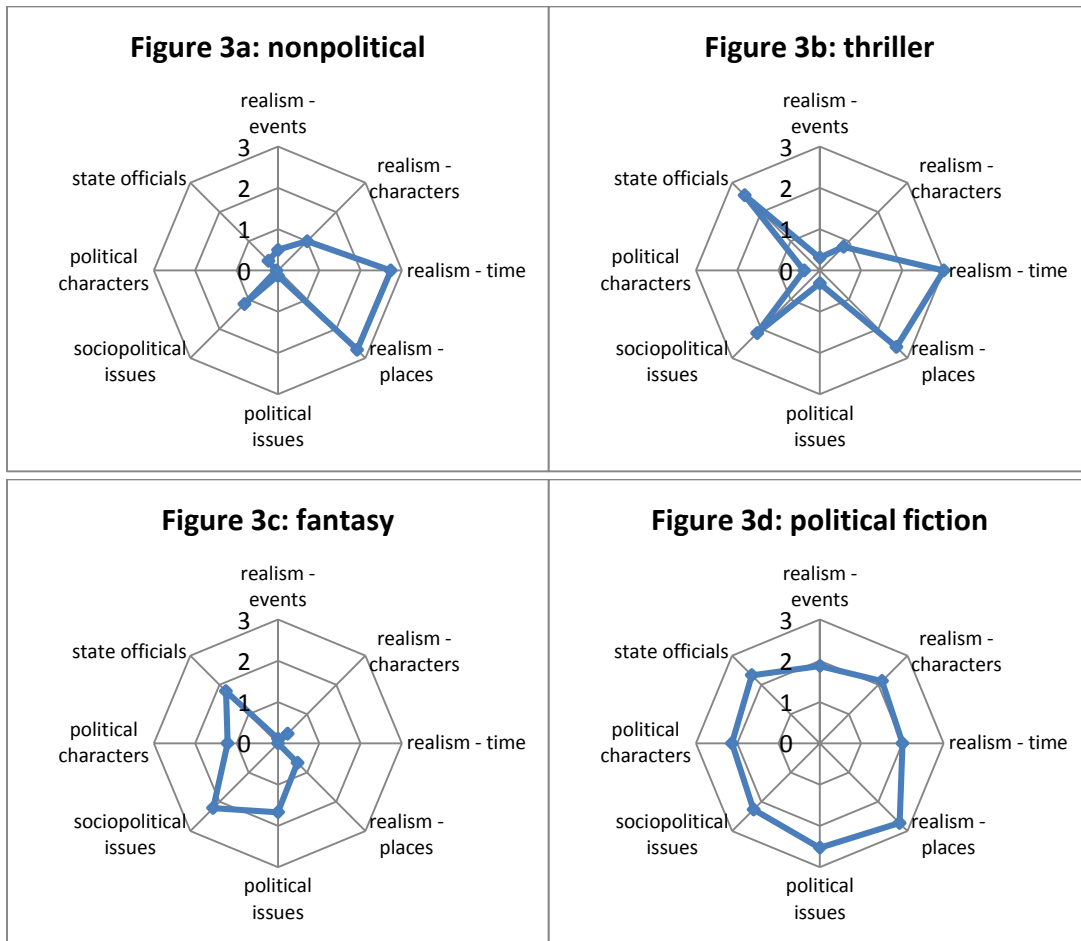 Figure 3a: nonpolitical
realism -
events
3
state officials
realism -
characters
2
1
political
characters
0
realism - time
sociopolitical
issues
realism -
places
political
issues
Figure 3b: thriller
realism -
events
3
state officials
realism -
characters
2
1
political
characters
0
realism - time
sociopolitical
issues
realism -
places
political
issues
Figure 3c: fantasy
realism -
events
3
state officials
realism -
characters
2
1
political
characters
0
realism - time
sociopolitical
issues
realism -
places
political
issues
Figure 3d: political fiction
realism -
events
3
state officials
realism -
characters
2
1
political
characters
0
realism - time
sociopolitical
issues
realism -
places
political
issues